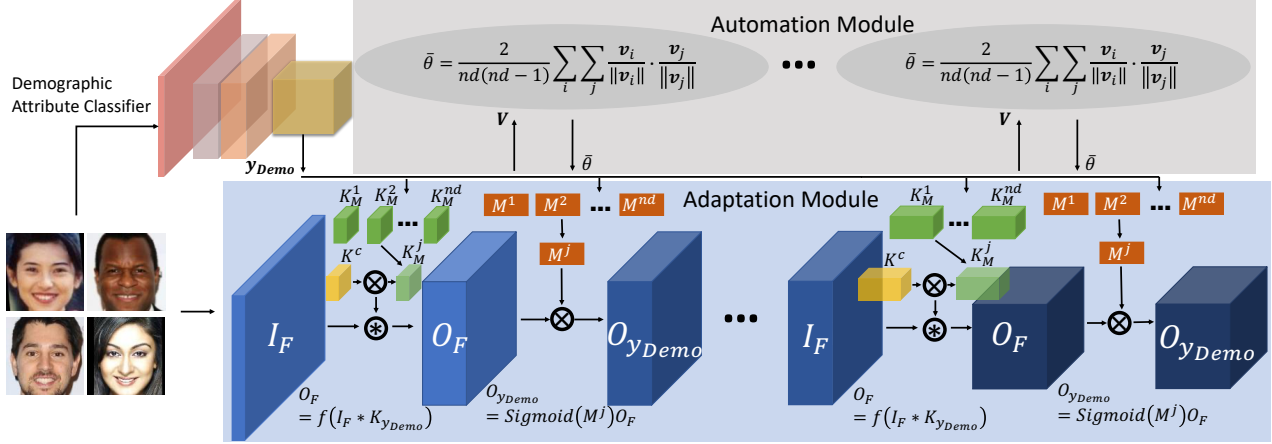 Automation Module
Demographic
Attribute Classifier
θ̄ = 2/(nd(nd − 1)) ∑_i ∑_j v_i/‖v_i‖ · v_j/‖v_j‖
•••
θ̄ = 2/(nd(nd − 1)) ∑_i ∑_j v_i/‖v_i‖ · v_j/‖v_j‖
V
θ̄
V
θ̄
y_Demo
Adaptation Module
K_M^1 K_M^2 ••• K_M^nd
M^1 M^2 ••• M^nd
K_M^1 ••• K_M^nd
M^1 M^2 ••• M^nd
K^c ⊗ K_M^j
M^j
K^c ⊗ K_M^j
M^j
I_F ⊛ O_F ⊗ O_{y_Demo} ••• I_F ⊛ O_F ⊗ O_{y_Demo}
O_F
= f(I_F ∗ K_{y_Demo})
O_{y_Demo}
= Sigmoid(M^j)O_F
O_F
= f(I_F ∗ K_{y_Demo})
O_{y_Demo}
= Sigmoid(M^j)O_F